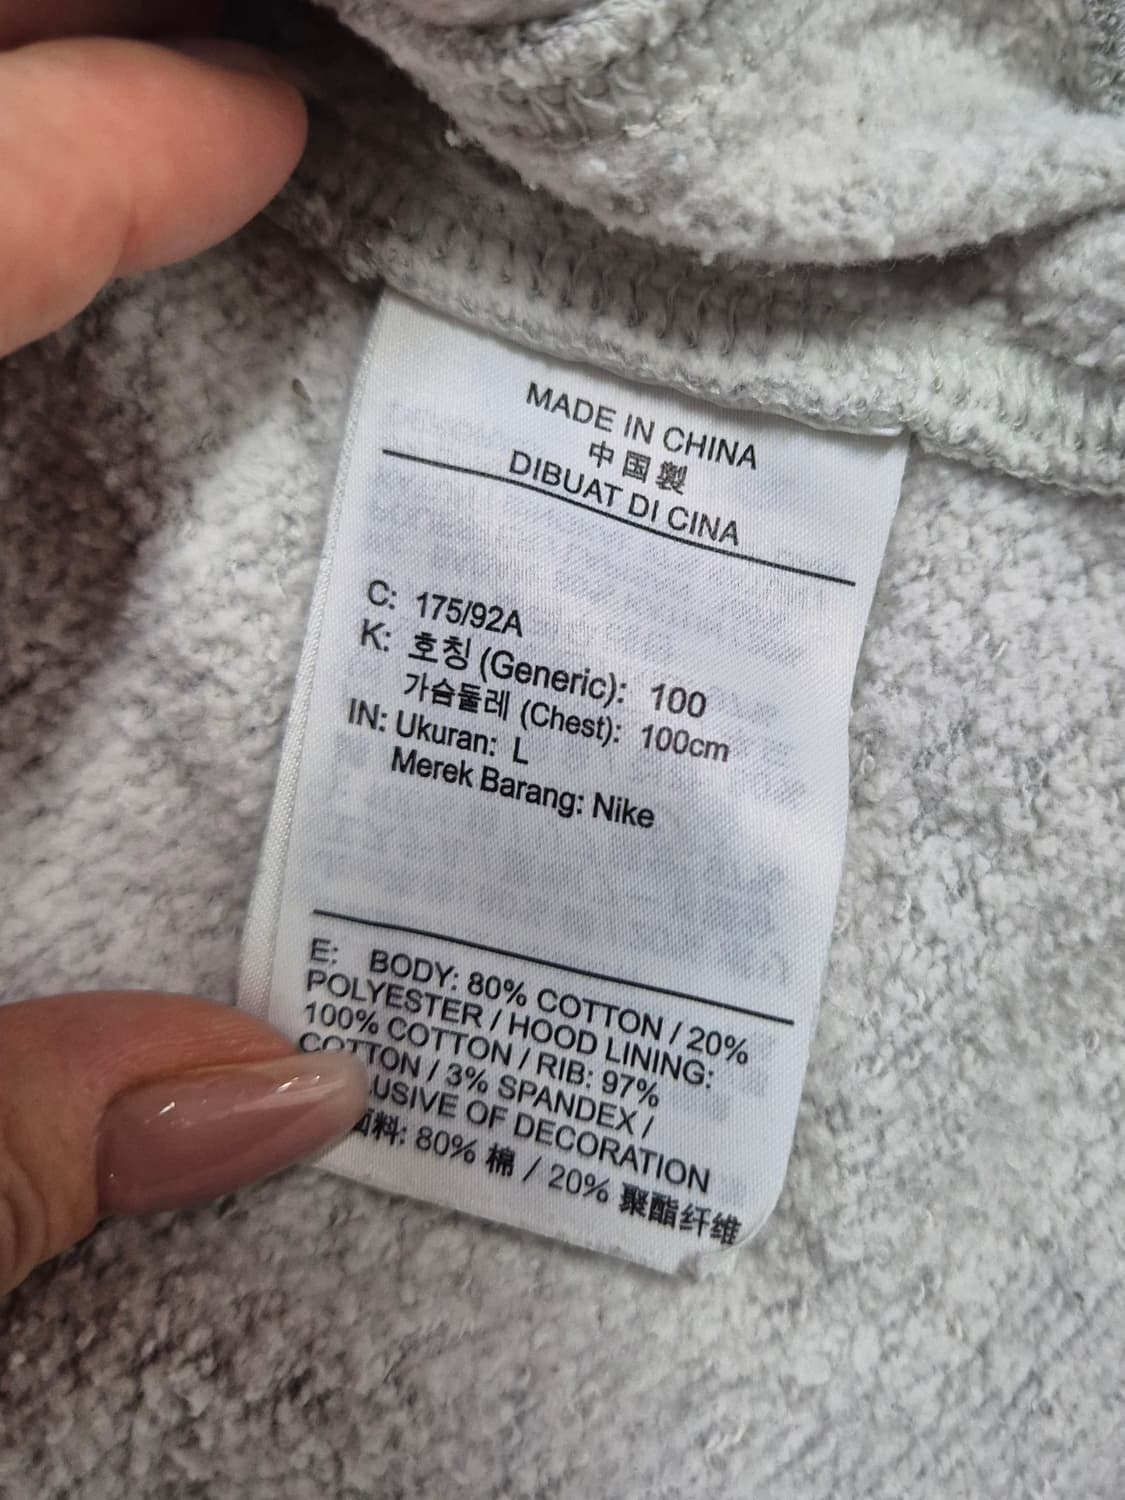 MADE IN CHINA
中国製
DIBUAT DI CINA
C: 175/92A
K: 호칭 (Generic): 100
가슴둘레 (Chest): 100cm
IN: Ukuran: L
Merek Barang: Nike
E: BODY: 80% COTTON / 20%
POLYESTER / HOOD LINING:
100% COTTON / RIB: 97%
COTTON / 3% SPANDEX /
LUSIVE OF DECORATION
面料: 80% 棉 / 20% 聚酯纤维